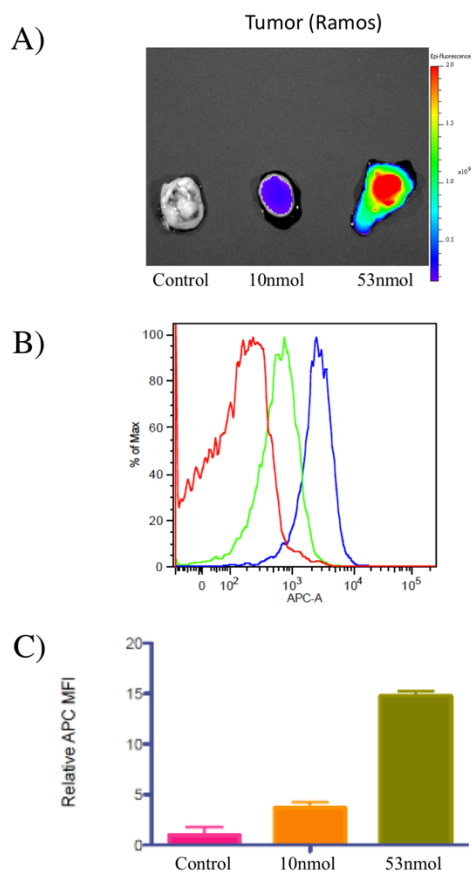 A)
Tumor (Ramos)
Epi-fluorescence
2.0
1.5
1.0
x10⁹
0.5
Control 10nmol 53nmol
B)
% of Max
100
80
60
40
20
0
0 10² 10³ 10⁴ 10⁵
APC-A
C)
Relative APC MFI
20
15
10
5
0
Control 10nmol 53nmol